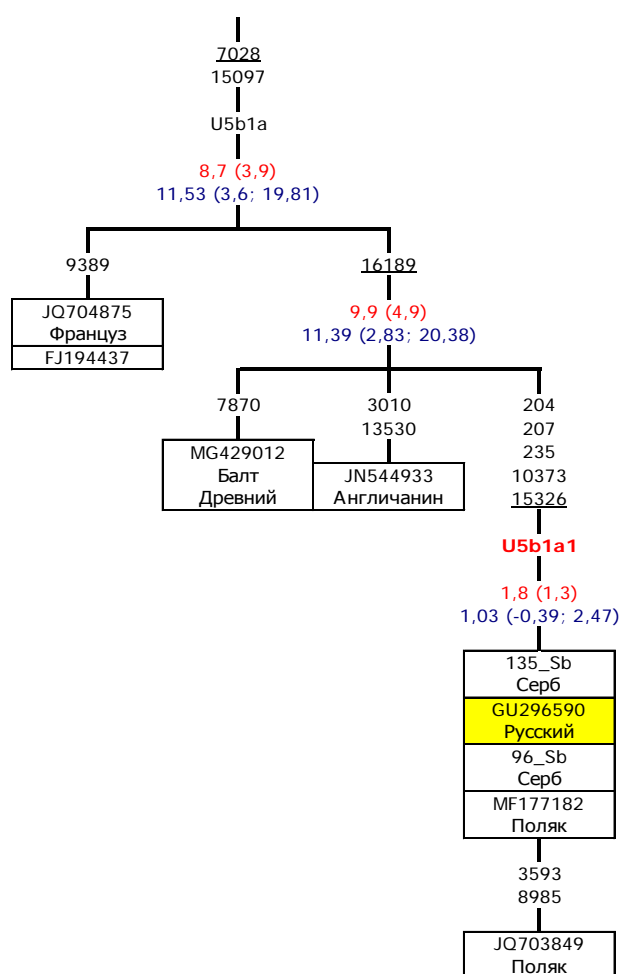 7028
15097
U5b1a
8,7 (3,9)
11,53 (3,6; 19,81)
9389
JQ704875
Француз
FJ194437
16189
9,9 (4,9)
11,39 (2,83; 20,38)
7870
MG429012
Балт
Древний
3010
13530
JN544933
Англичанин
204
207
235
10373
15326
U5b1a1
1,8 (1,3)
1,03 (-0,39; 2,47)
135_Sb
Серб
GU296590
Русский
96_Sb
Серб
MF177182
Поляк
3593
8985
JQ703849
Поляк